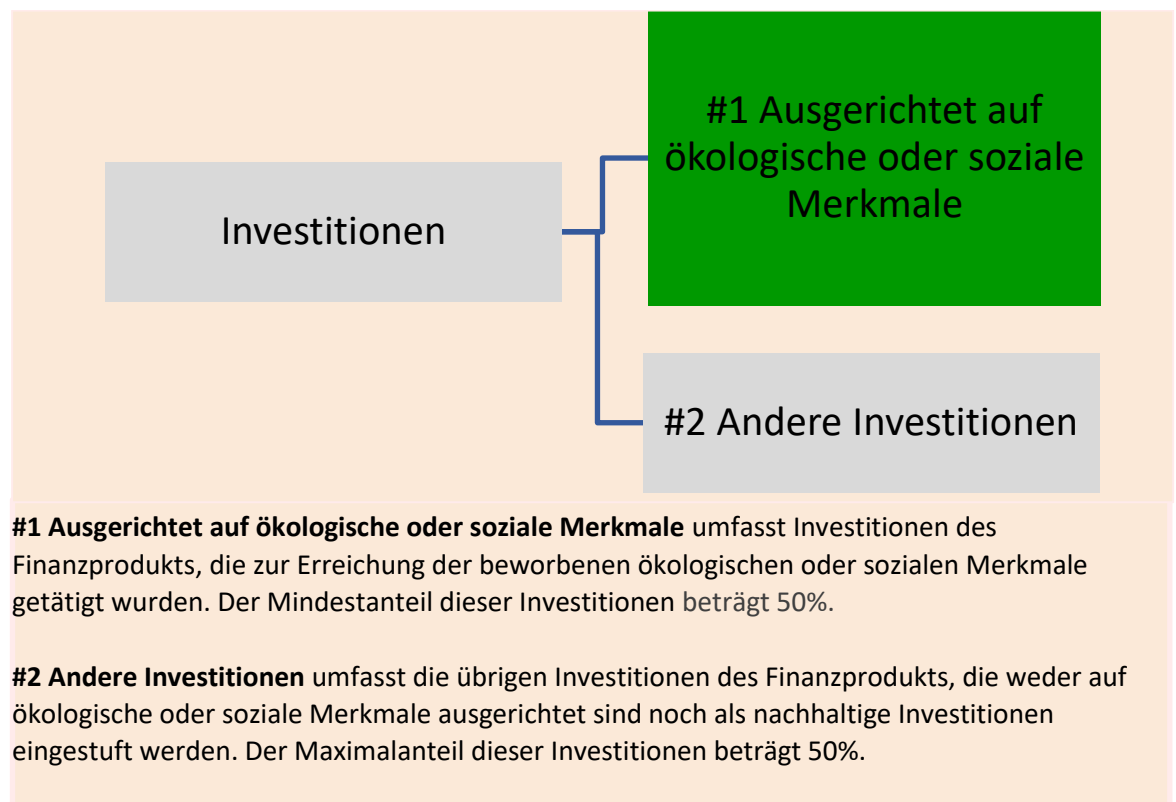 #1 Ausgerichtet auf
ökologische oder soziale
Merkmale
Investitionen
#2 Andere Investitionen
#1 Ausgerichtet auf ökologische oder soziale Merkmale umfasst Investitionen des
Finanzprodukts, die zur Erreichung der beworbenen ökologischen oder sozialen Merkmale
getätigt wurden. Der Mindestanteil dieser Investitionen beträgt 50%.
#2 Andere Investitionen umfasst die übrigen Investitionen des Finanzprodukts, die weder auf
ökologische oder soziale Merkmale ausgerichtet sind noch als nachhaltige Investitionen
eingestuft werden. Der Maximalanteil dieser Investitionen beträgt 50%.